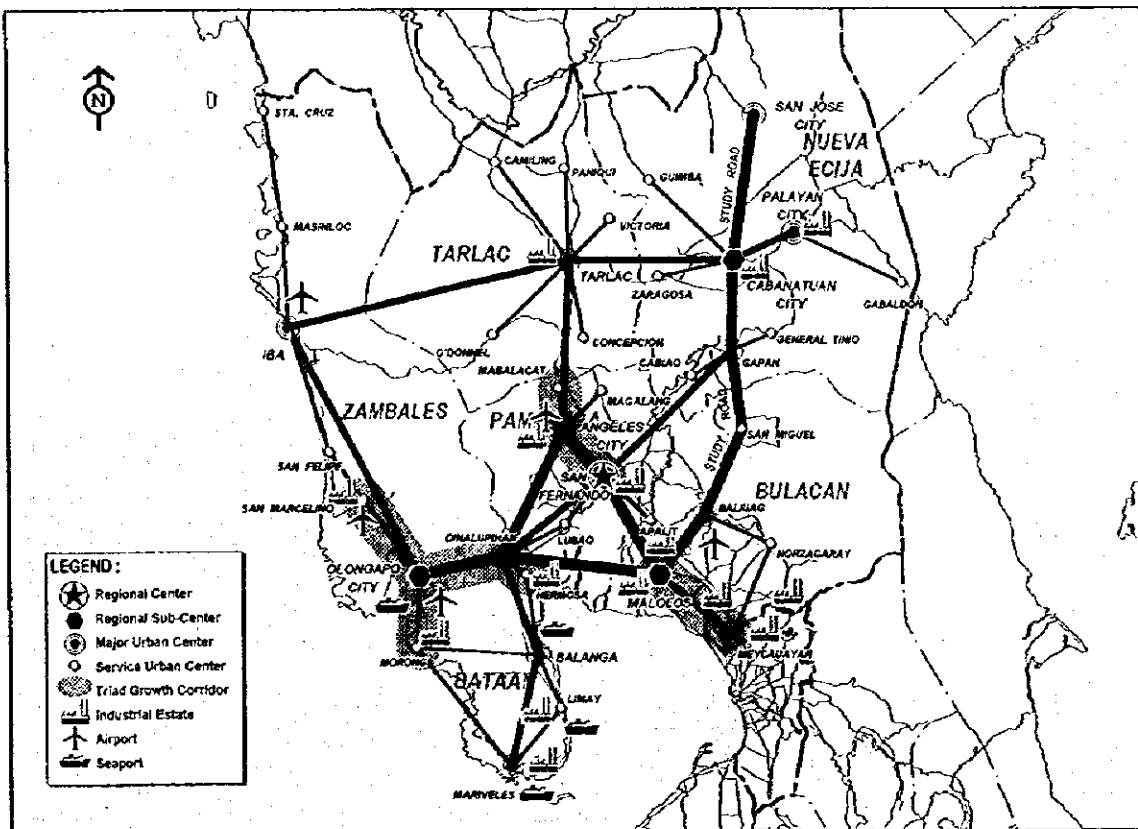 N
STA. CRUZ
SAN JOSE
CITY
NUEVA
ECIJA
CAMILING
PANIQUI
GUIMBA
STUDY ROAD
PALAYAN
CITY
VICTORIA
MASINLOC
TARLAC
TARLAC
ZARAGOSA
CABANATUAN
CITY
GABALDON
IBA
O'DONNEL
CONCEPCION
GENERAL TINIO
CABIAO
GAPAN
MABALACAT
MAGALANG
ZAMBALES
PAM
A
ANGELES
CITY
STUDY ROAD
SAN MIGUEL
SAN FELIPE
SAN
FERNANDO
BULACAN
SAN MARCELINO
BALIUAG
DINALUPIHAN
LUBAO
APALIT
NORZAGARAY
OLONGAPO
CITY
HERMOSA
MALOLOS
MEYCAUAYAN
MORONG
BALANGA
BATAAN
LIMAY
MARIVELES
LEGEND :
Regional Center
Regional Sub-Center
Major Urban Center
Service Urban Center
Triad Growth Corridor
Industrial Estate
Airport
Seaport